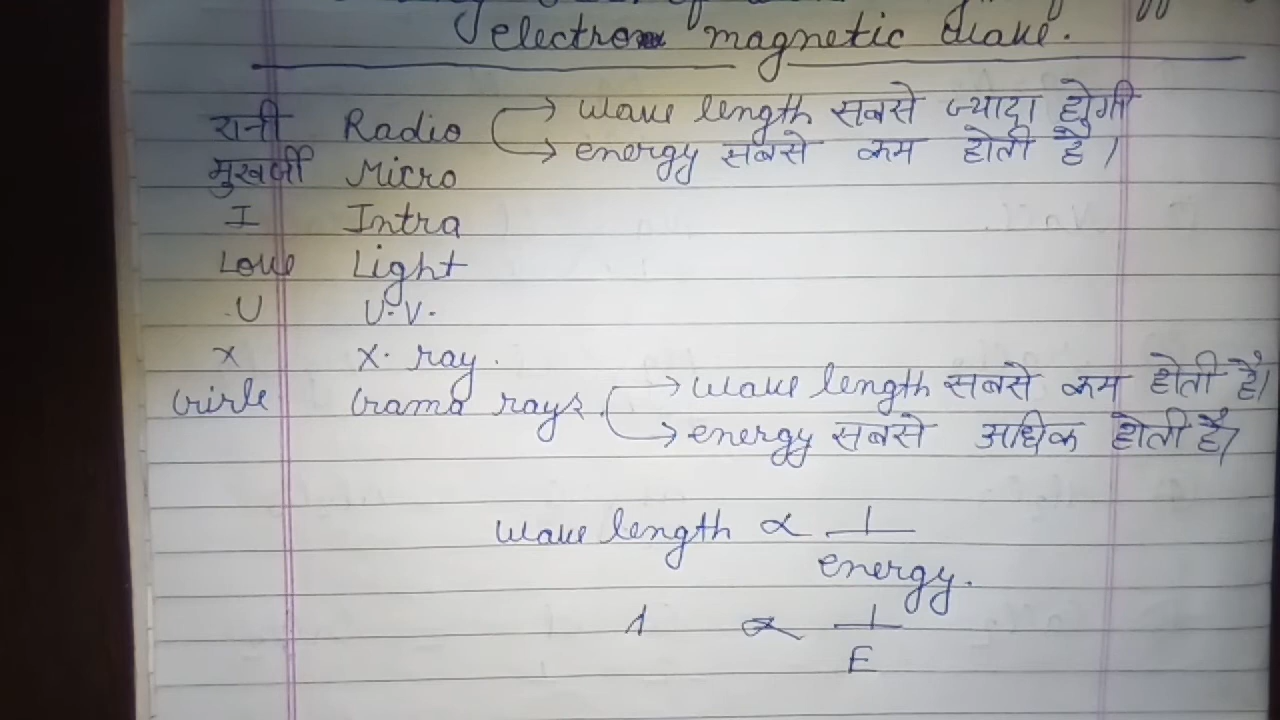 electro magnetic wave.
रानी Radio → wave length सबसे ज्यादा होगी
→ energy सबसे कम होती है।
मुखर्जी Micro
I Intra
Love Light
U U.V.
X X. ray.
Girle Gama rays. → wave length सबसे कम होती है।
→ energy सबसे अधिक होती है।
wave length ∝ 1
energy.
λ ∝ 1
E